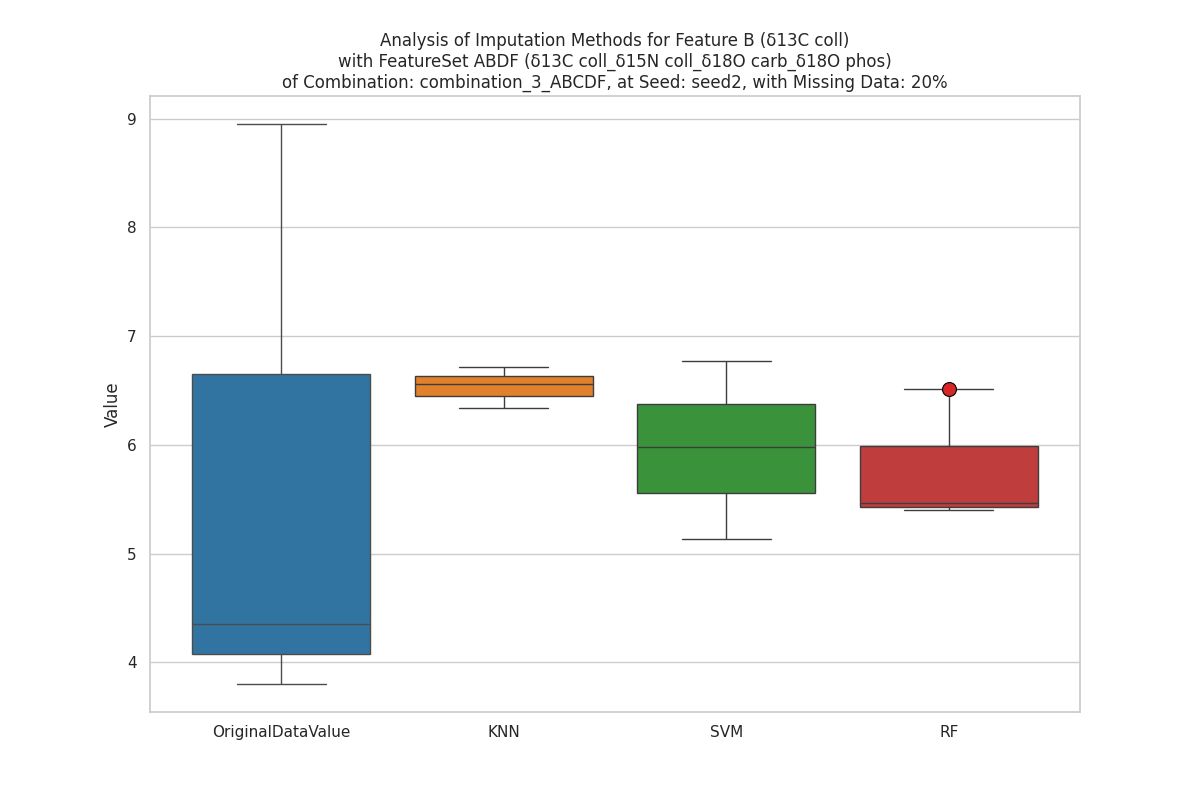 Analysis of Imputation Methods for Feature B (δ13C coll)
with FeatureSet ABDF (δ13C coll_δ15N coll_δ18O carb_δ18O phos)
of Combination: combination_3_ABCDF, at Seed: seed2, with Missing Data: 20%
9
8
7
6
5
4
Value
OriginalDataValue
KNN
SVM
RF